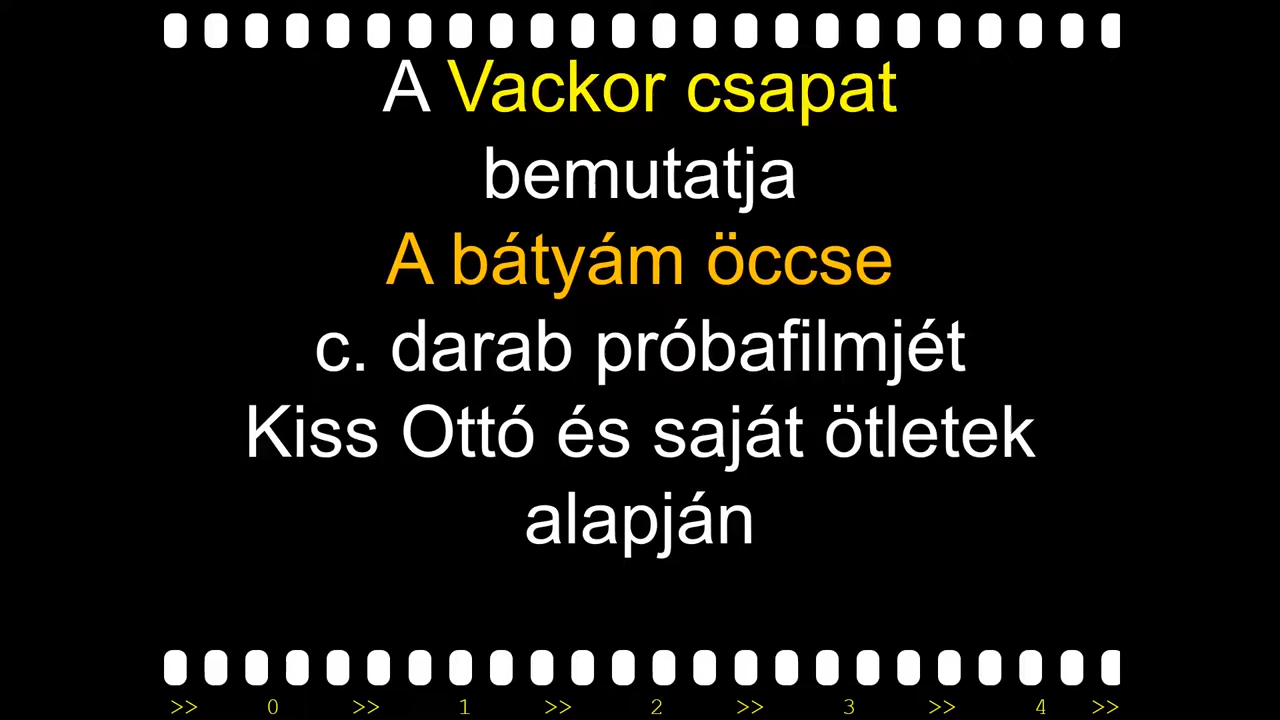 A Vackor csapat
bemutatja
A bátyám öccse
c. darab próbafilmjét
Kiss Ottó és saját ötletek
alapján
>> 0 >> 1 >> 2 >> 3 >> 4 >>